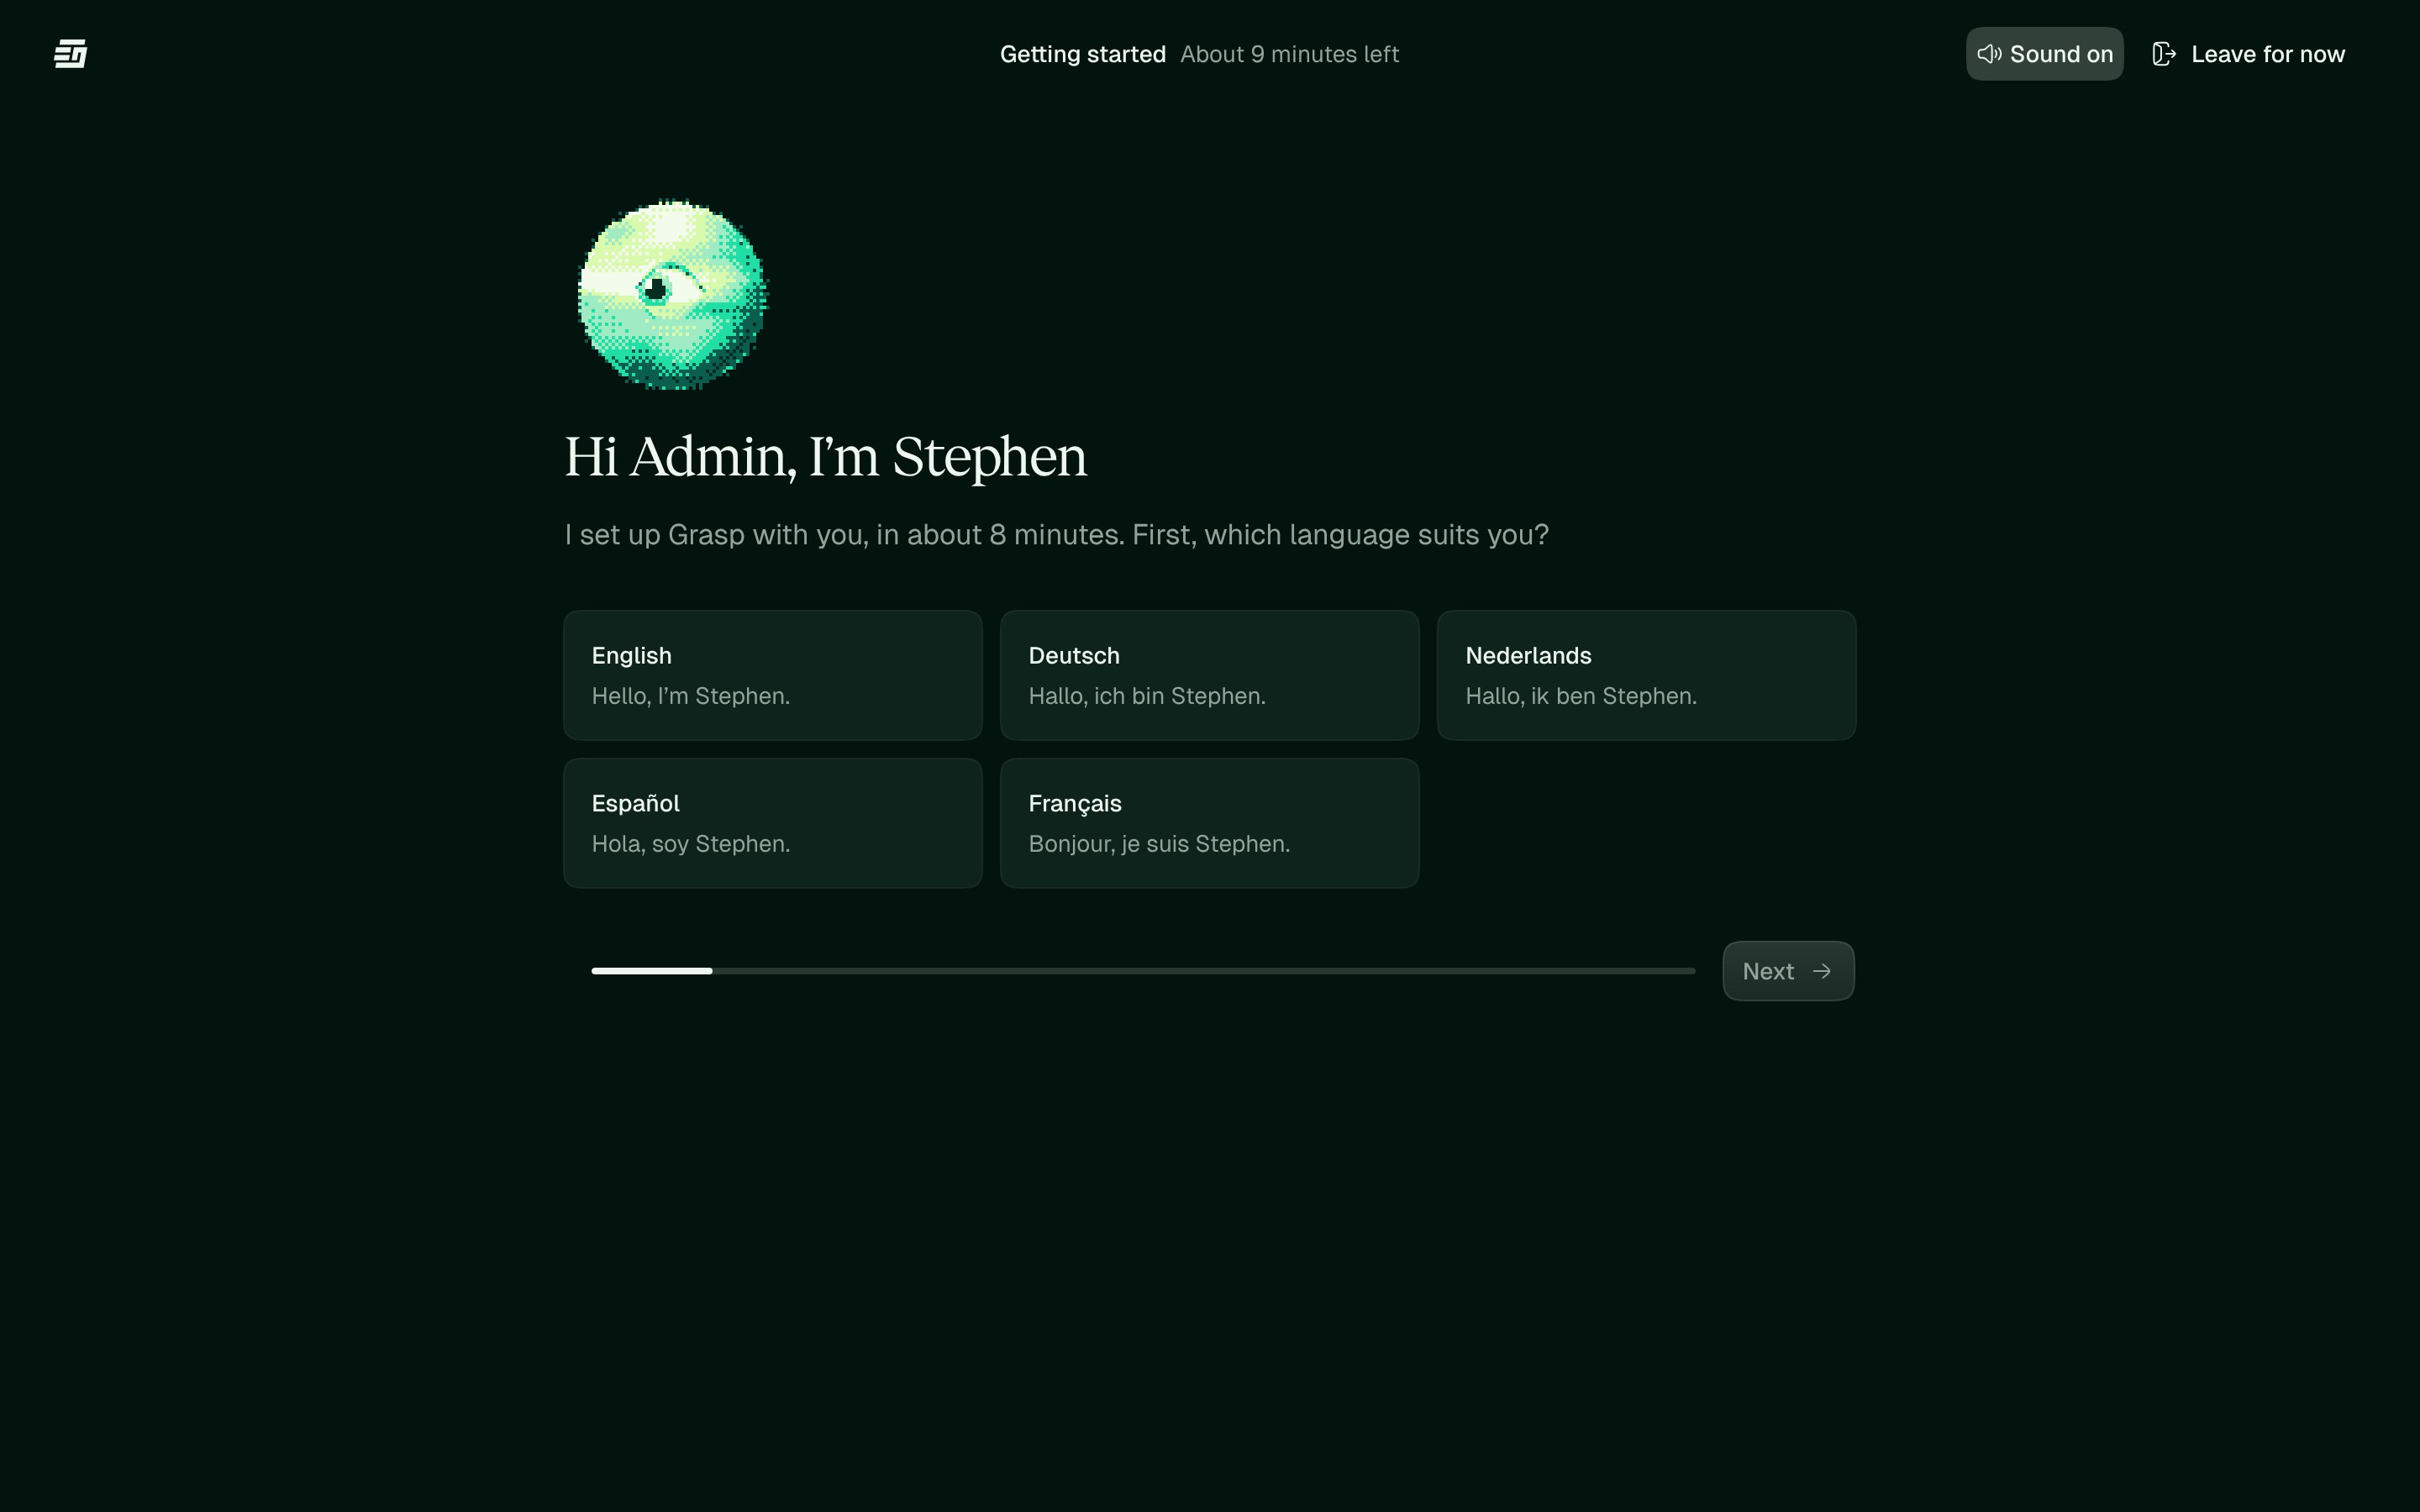 Getting started About 9 minutes left
Sound on
Leave for now
Hi Admin, I’m Stephen
I set up Grasp with you, in about 8 minutes. First, which language suits you?
English
Hello, I’m Stephen.
Deutsch
Hallo, ich bin Stephen.
Nederlands
Hallo, ik ben Stephen.
Español
Hola, soy Stephen.
Français
Bonjour, je suis Stephen.
Next